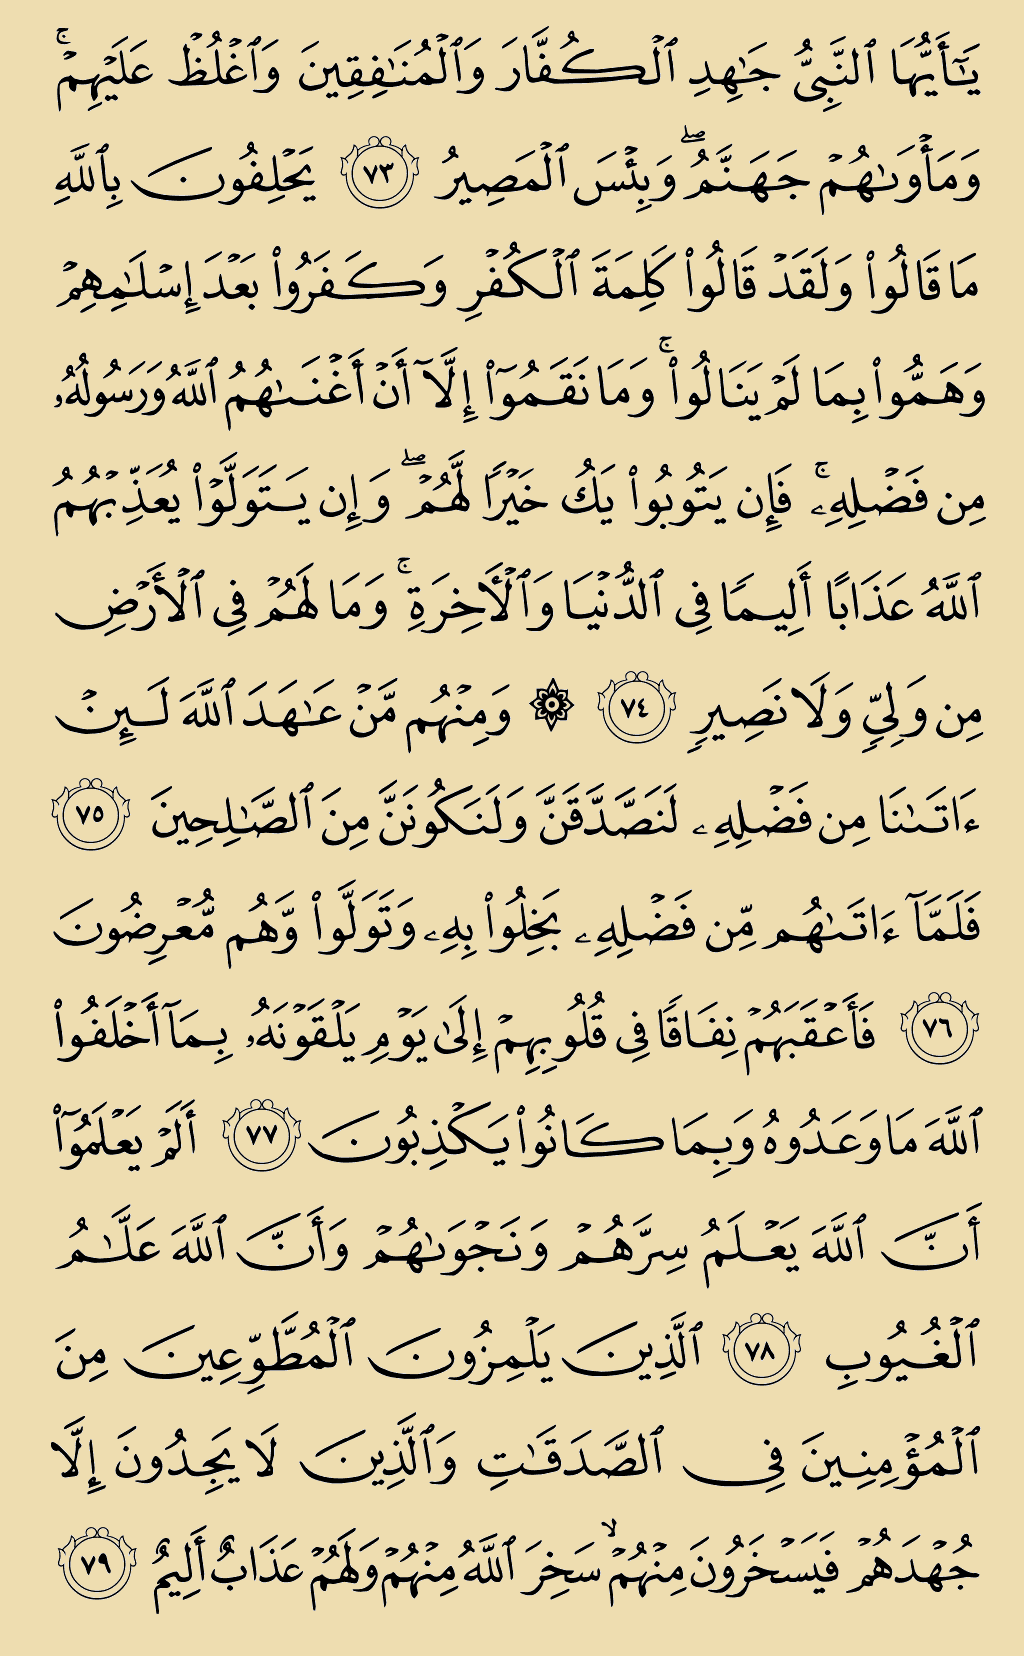 يَـٰٓأَيُّهَا ٱلنَّبِىُّ جَـٰهِدِ ٱلْكُفَّارَ وَٱلْمُنَـٰفِقِينَ وَٱغْلُظْ عَلَيْهِمْ ۚ
وَمَأْوَىٰهُمْ جَهَنَّمُ ۖ وَبِئْسَ ٱلْمَصِيرُ ٧٣ يَحْلِفُونَ بِٱللَّهِ
مَا قَالُوا۟ وَلَقَدْ قَالُوا۟ كَلِمَةَ ٱلْكُفْرِ وَكَفَرُوا۟ بَعْدَ إِسْلَـٰمِهِمْ
وَهَمُّوا۟ بِمَا لَمْ يَنَالُوا۟ ۚ وَمَا نَقَمُوٓا۟ إِلَّآ أَنْ أَغْنَىٰهُمُ ٱللَّهُ وَرَسُولُهُۥ
مِن فَضْلِهِۦ ۚ فَإِن يَتُوبُوا۟ يَكُ خَيْرًا لَّهُمْ ۖ وَإِن يَتَوَلَّوْا۟ يُعَذِّبْهُمُ
ٱللَّهُ عَذَابًا أَلِيمًا فِى ٱلدُّنْيَا وَٱلْـَٔاخِرَةِ ۚ وَمَا لَهُمْ فِى ٱلْأَرْضِ
مِن وَلِىٍّ وَلَا نَصِيرٍ ٧٤ ۞ وَمِنْهُم مَّنْ عَـٰهَدَ ٱللَّهَ لَئِنْ
ءَاتَىٰنَا مِن فَضْلِهِۦ لَنَصَّدَّقَنَّ وَلَنَكُونَنَّ مِنَ ٱلصَّـٰلِحِينَ ٧٥
فَلَمَّآ ءَاتَىٰهُم مِّن فَضْلِهِۦ بَخِلُوا۟ بِهِۦ وَتَوَلَّوا۟ وَّهُم مُّعْرِضُونَ
٧٦ فَأَعْقَبَهُمْ نِفَاقًا فِى قُلُوبِهِمْ إِلَىٰ يَوْمِ يَلْقَوْنَهُۥ بِمَآ أَخْلَفُوا۟
ٱللَّهَ مَا وَعَدُوهُ وَبِمَا كَانُوا۟ يَكْذِبُونَ ٧٧ أَلَمْ يَعْلَمُوٓا۟
أَنَّ ٱللَّهَ يَعْلَمُ سِرَّهُمْ وَنَجْوَىٰهُمْ وَأَنَّ ٱللَّهَ عَلَّـٰمُ
ٱلْغُيُوبِ ٧٨ ٱلَّذِينَ يَلْمِزُونَ ٱلْمُطَّوِّعِينَ مِنَ
ٱلْمُؤْمِنِينَ فِى ٱلصَّدَقَـٰتِ وَٱلَّذِينَ لَا يَجِدُونَ إِلَّا
جُهْدَهُمْ فَيَسْخَرُونَ مِنْهُمْ ۙ سَخِرَ ٱللَّهُ مِنْهُمْ وَلَهُمْ عَذَابٌ أَلِيمٌ ٧٩